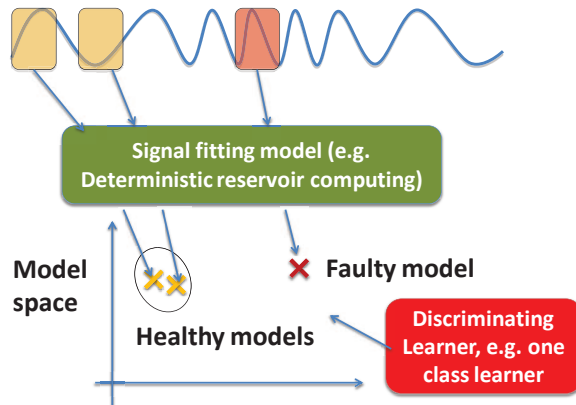 Signal fitting model (e.g.
Deterministic reservoir computing)
Model
space
Faulty model
Healthy models
Discriminating
Learner, e.g. one
class learner